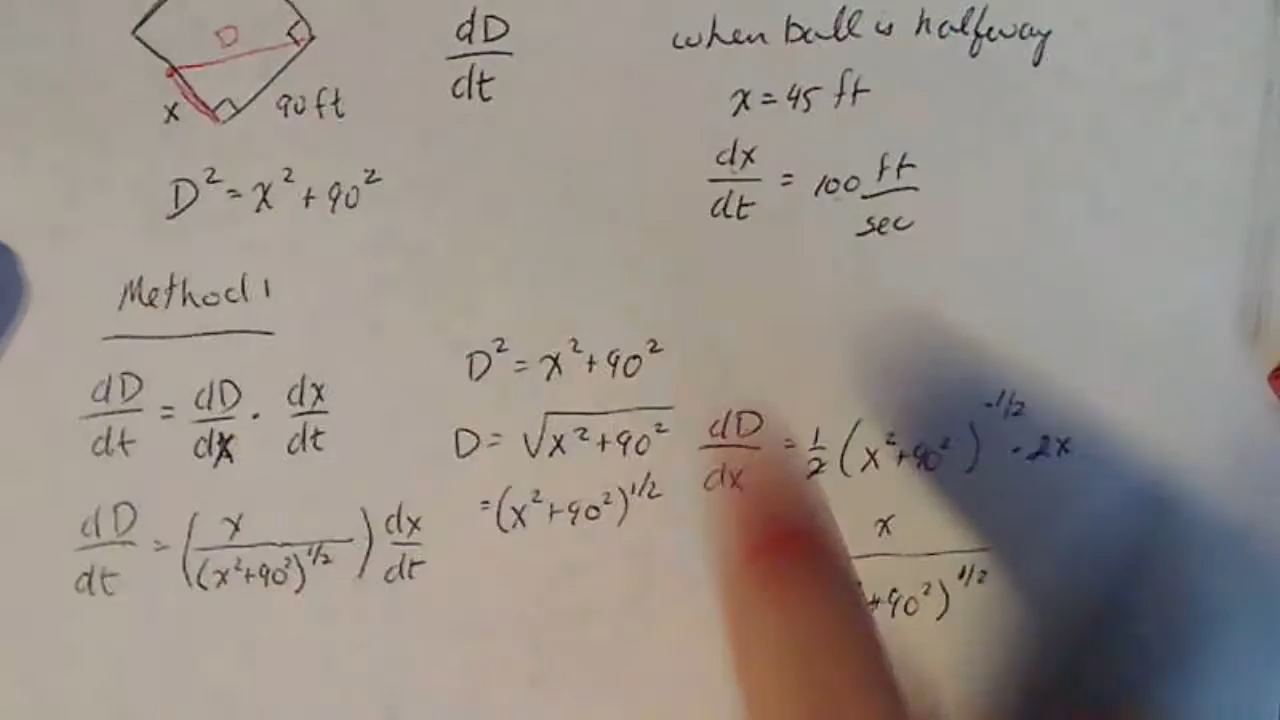 D
x
90 ft
dD/dt
when ball is halfway
x = 45 ft
dx/dt = 100 ft/sec
D² = x² + 90²
Method 1
dD/dt = dD/dx · dx/dt
dD/dt = (x/(x²+90²)^1/2) dx/dt
D² = x² + 90²
D = √x² + 90²
= (x² + 90²)^1/2
dD/dx = 1/2 (x² + 90²)^-1/2 · 2x
x/+90²)^1/2